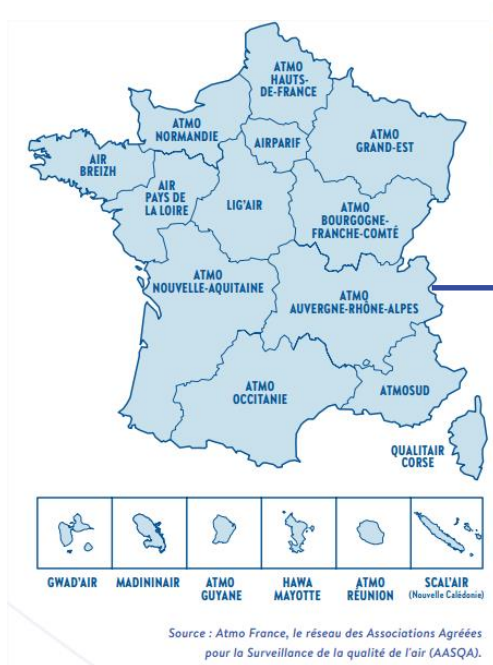 ATMO
HAUTS-
DE-FRANCE
ATMO
NORMANDIE
AIRPARIF
ATMO
GRAND-EST
AIR
BREIZH
AIR
PAYS DE
LA LOIRE
LIG'AIR
ATMO
BOURGOGNE-
FRANCHE-COMTÉ
ATMO
NOUVELLE-AQUITAINE
ATMO
AUVERGNE-RHÔNE-ALPES
ATMO
OCCITANIE
ATMOSUD
QUALITAIR
CORSE
GWAD'AIR
MADININAIR
ATMO
GUYANE
HAWA
MAYOTTE
ATMO
RÉUNION
SCAL'AIR
(Nouvelle Calédonie)
Source : Atmo France, le réseau des Associations Agréées
pour la Surveillance de la qualité de l'air (AASQA).